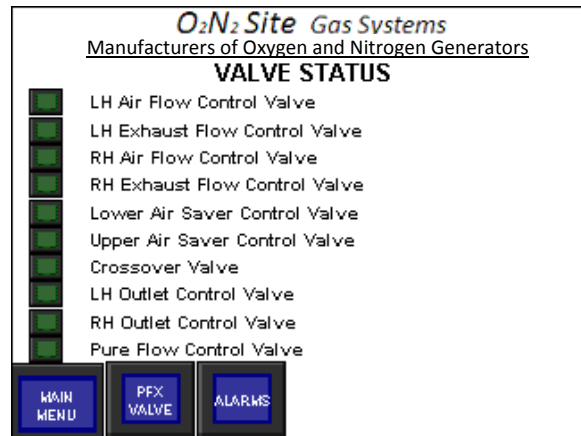 O₂N₂ Site Gas Systems
Manufacturers of Oxygen and Nitrogen Generators
VALVE STATUS
LH Air Flow Control Valve
LH Exhaust Flow Control Valve
RH Air Flow Control Valve
RH Exhaust Flow Control Valve
Lower Air Saver Control Valve
Upper Air Saver Control Valve
Crossover Valve
LH Outlet Control Valve
RH Outlet Control Valve
Pure Flow Control Valve
MAIN
MENU
PFX
VALVE
ALARMS